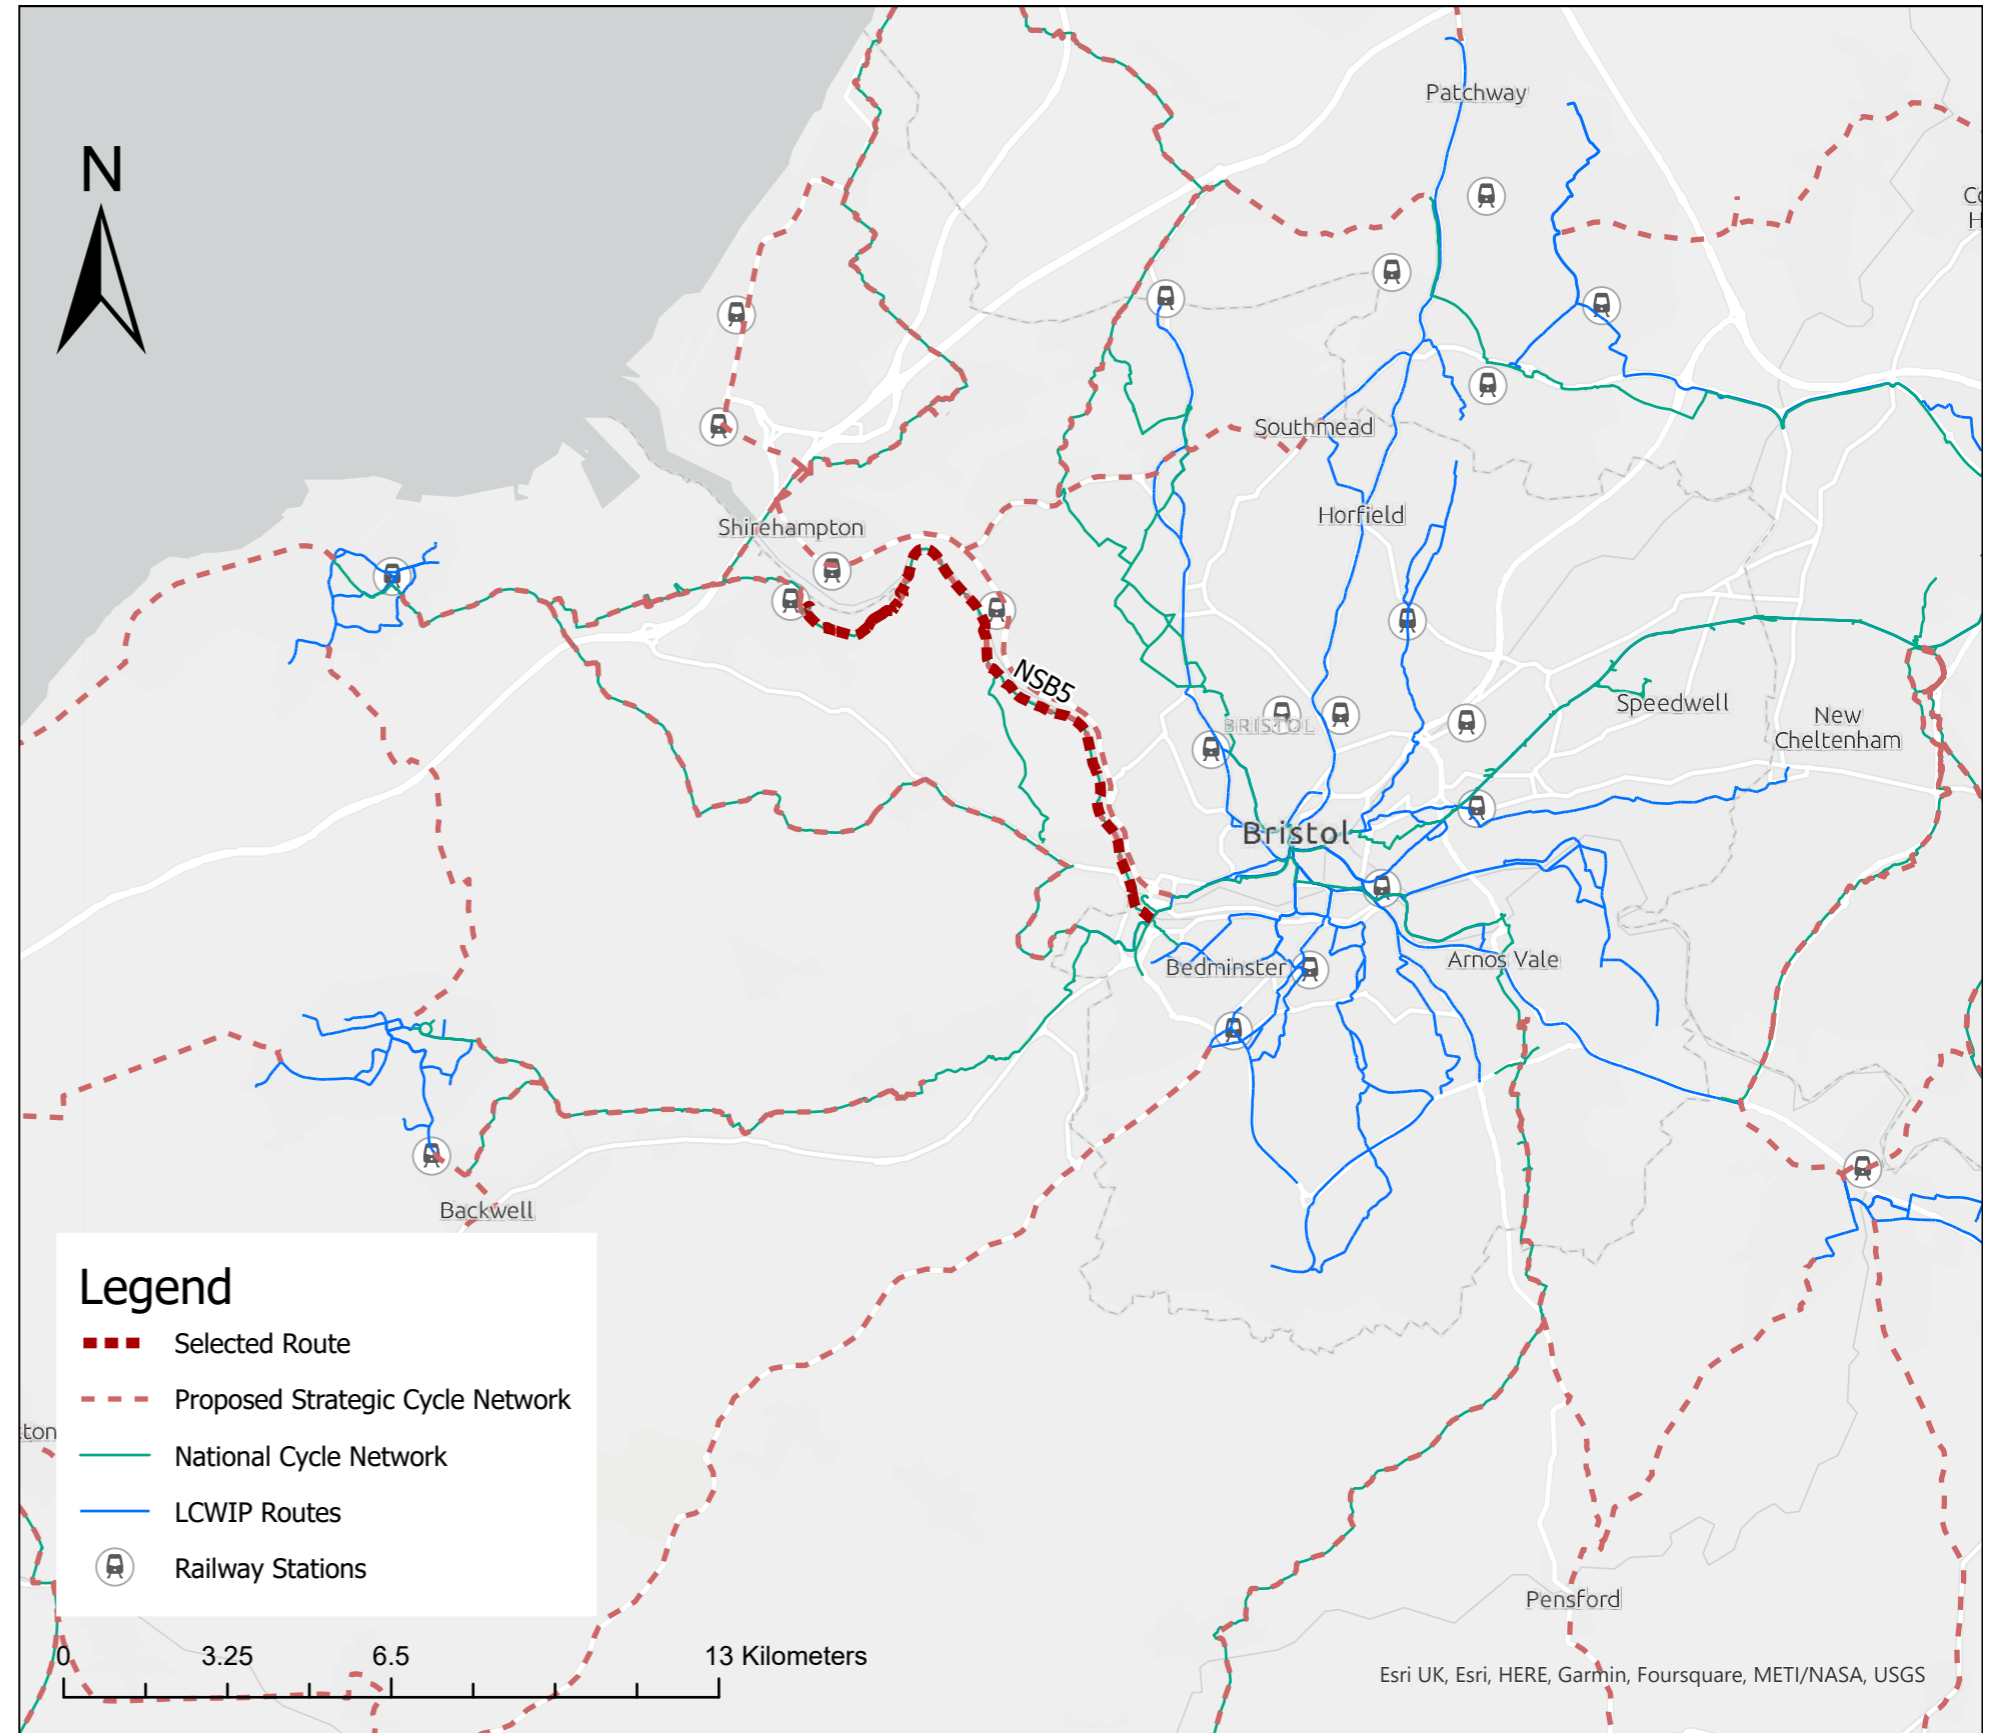 N
Patchway
Co
H
Southmead
Horfield
Shirehampton
NSB5
Speedwell
BRISTOL
New
Cheltenham
Bristol
Bedminster
Arnos Vale
Backwell
Legend
Selected Route
Proposed Strategic Cycle Network
National Cycle Network
LCWIP Routes
Railway Stations
ton
Pensford
0 3.25 6.5 13 Kilometers
Esri UK, Esri, HERE, Garmin, Foursquare, METI/NASA, USGS